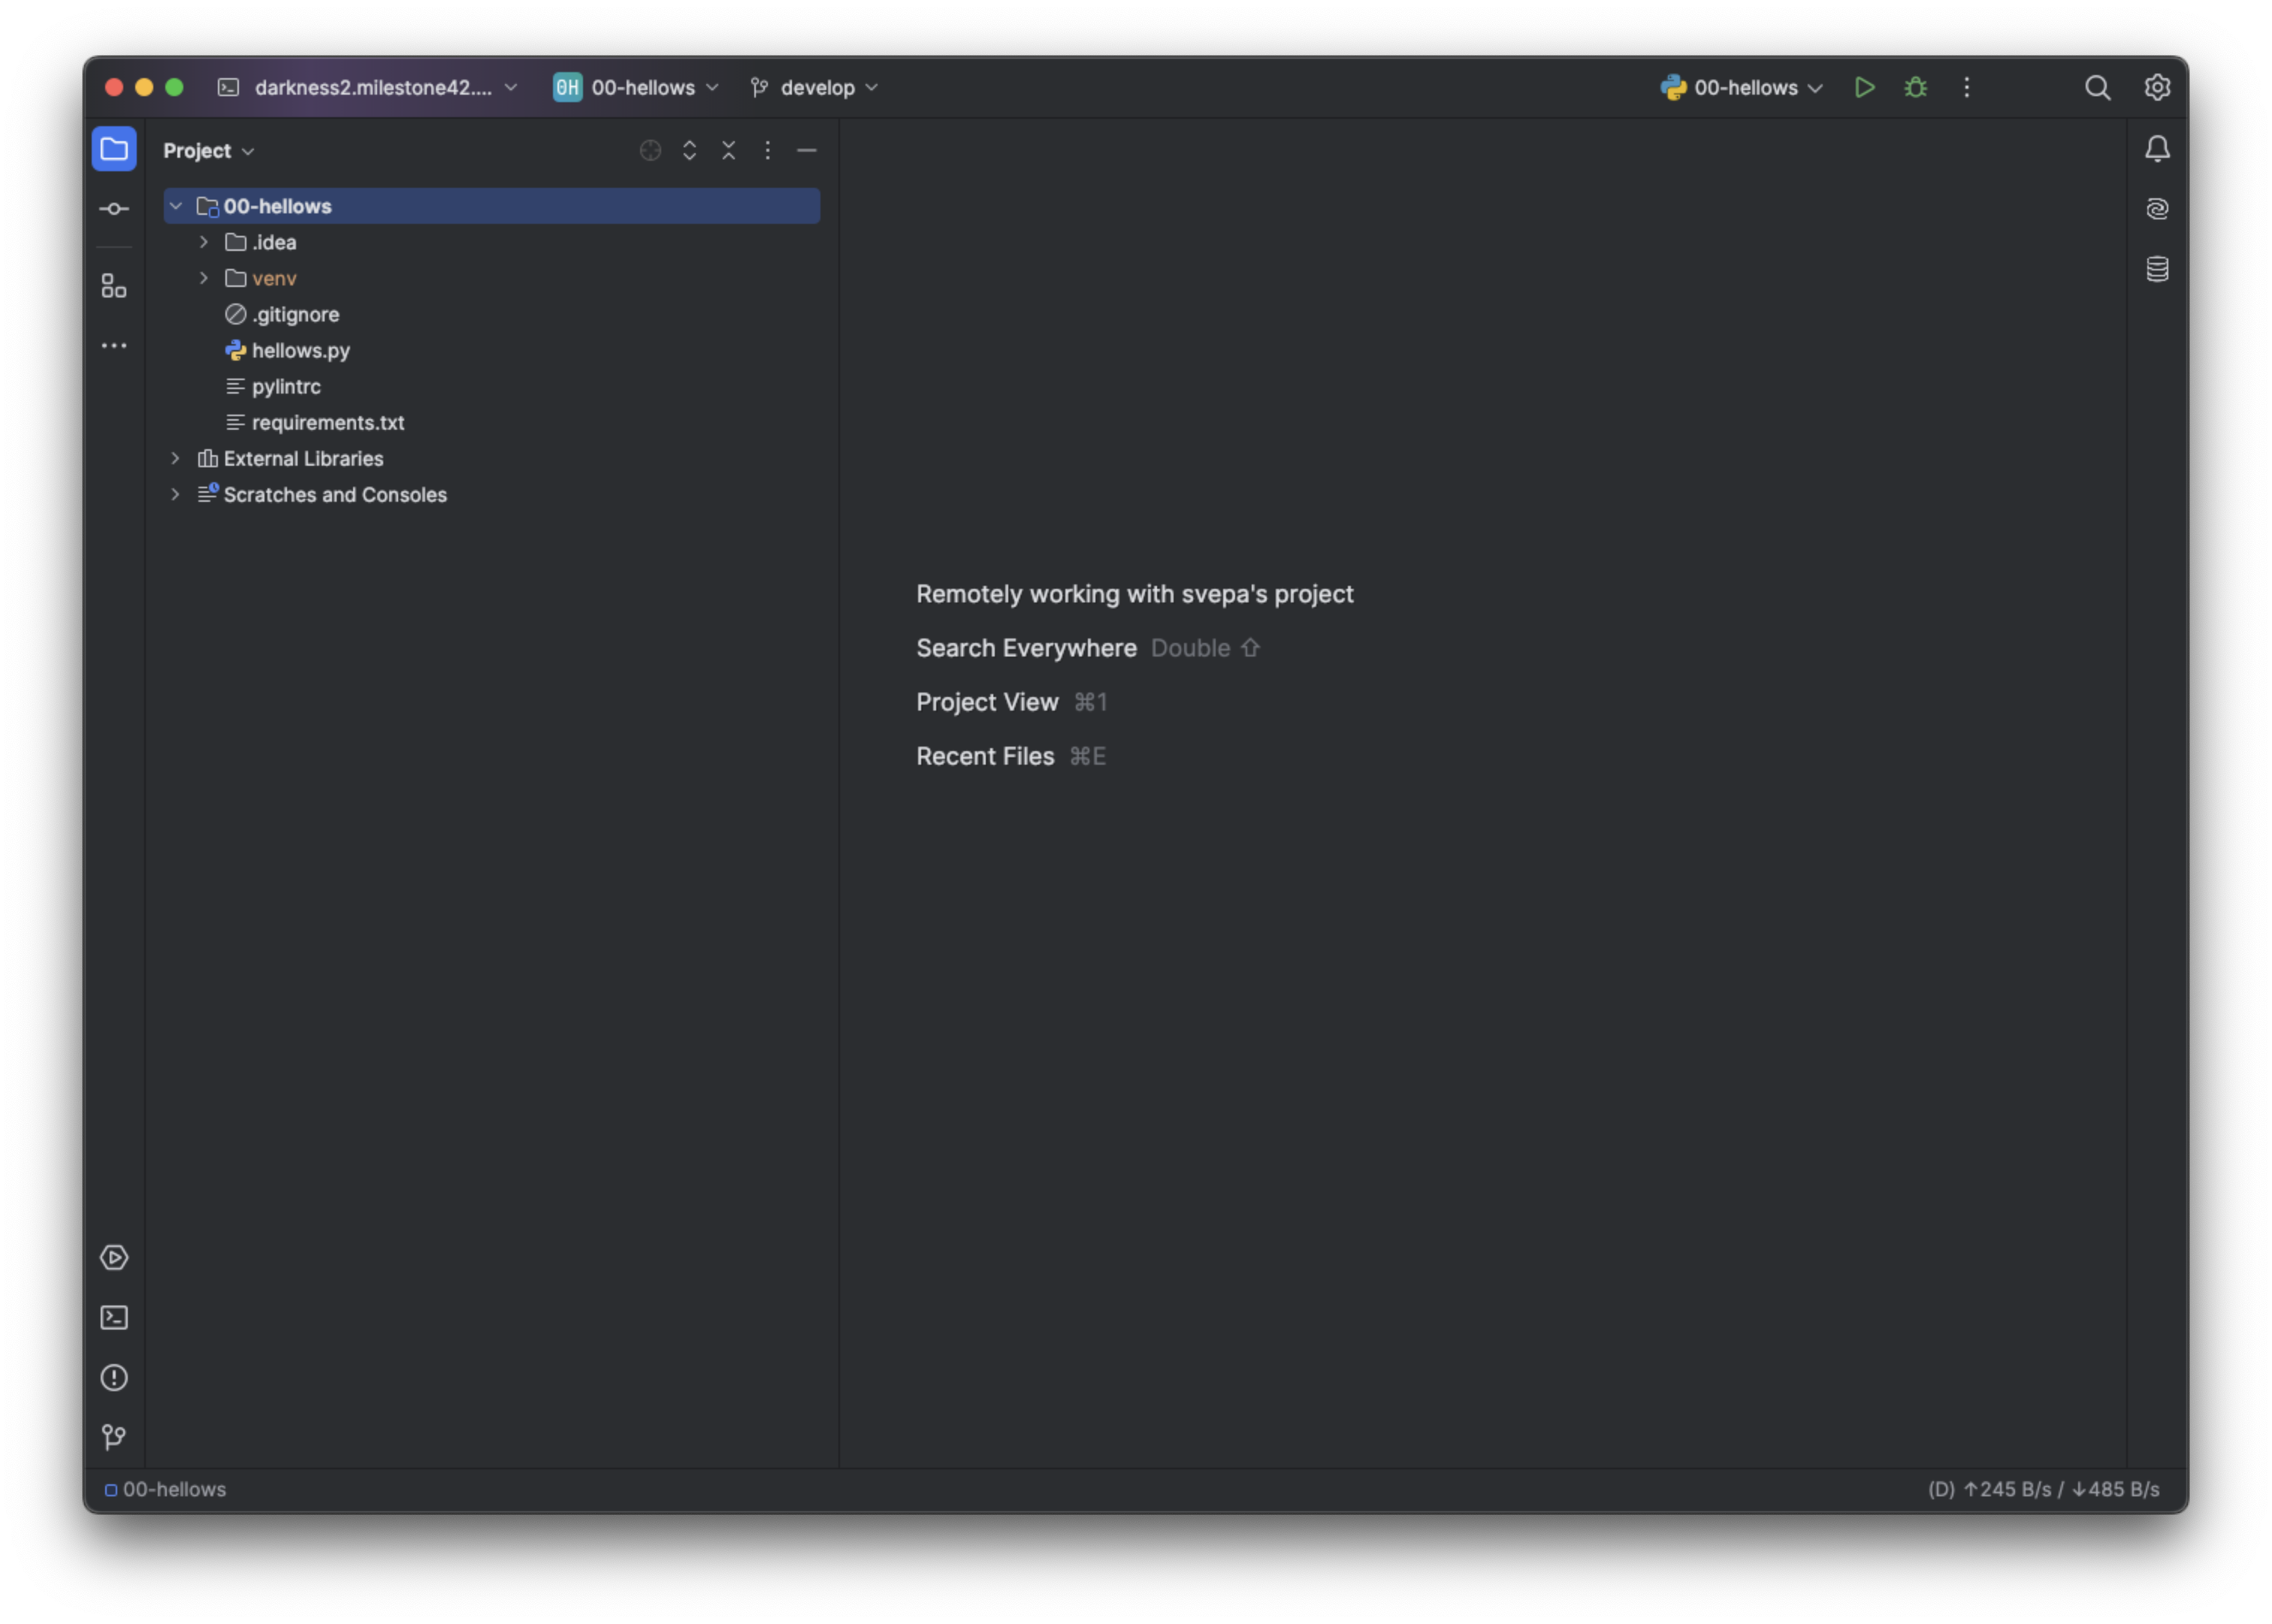 darkness2.milestone42.... 0H 00-hellows develop 00-hellows
Project
00-hellows
.idea
venv
.gitignore
hellows.py
pylintrc
requirements.txt
External Libraries
Scratches and Consoles
Remotely working with svepa's project
Search Everywhere Double ⇧
Project View ⌘1
Recent Files ⌘E
00-hellows (D) ↑245 B/s / ↓485 B/s